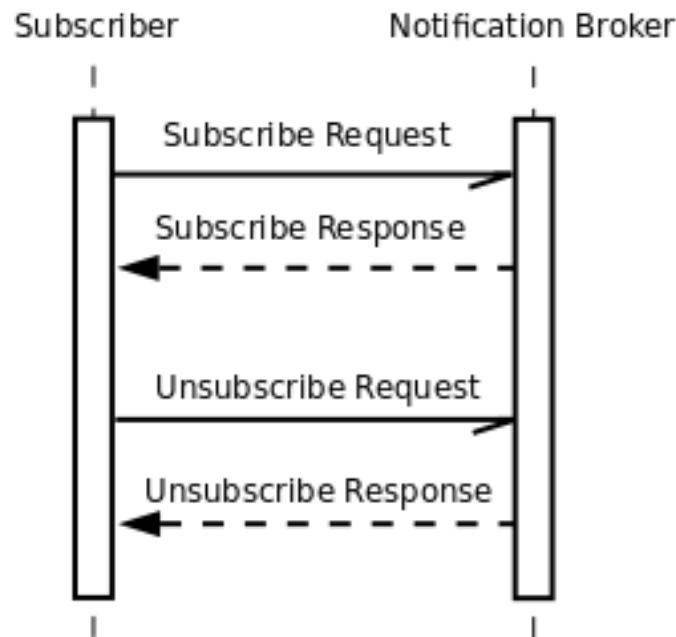 Subscriber
Notification Broker
Subscribe Request
Subscribe Response
Unsubscribe Request
Unsubscribe Response